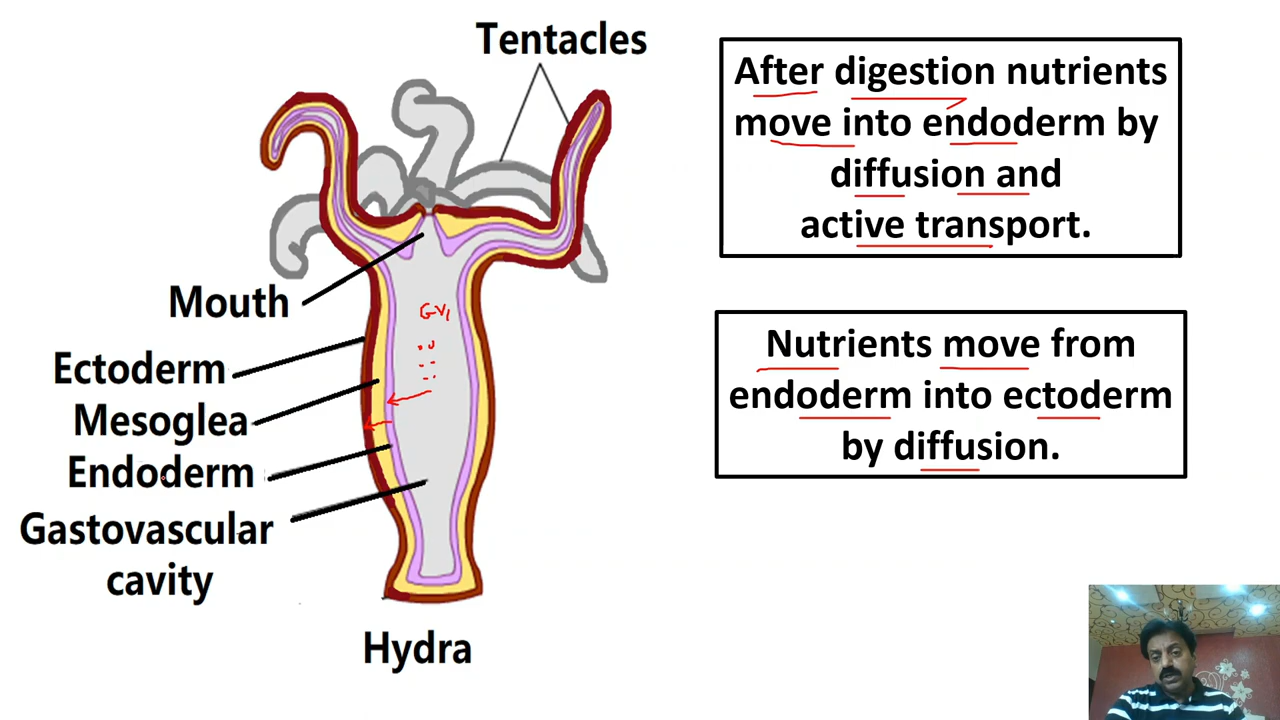 Tentacles
After digestion nutrients
move into endoderm by
diffusion and
active transport.
Mouth
Ectoderm
Mesoglea
Endoderm
Gastovascular
cavity
Nutrients move from
endoderm into ectoderm
by diffusion.
Hydra